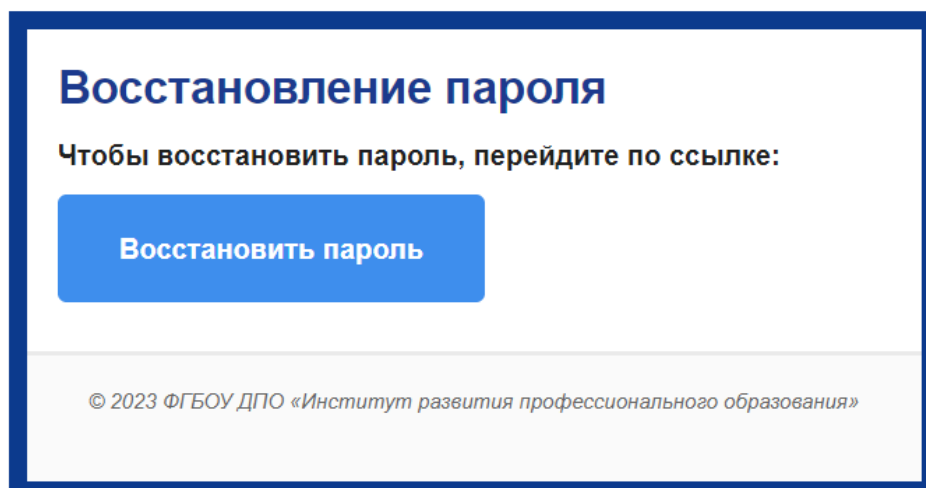 Восстановление пароля
Чтобы восстановить пароль, перейдите по ссылке:
Восстановить пароль
© 2023 ФГБОУ ДПО «Институт развития профессионального образования»